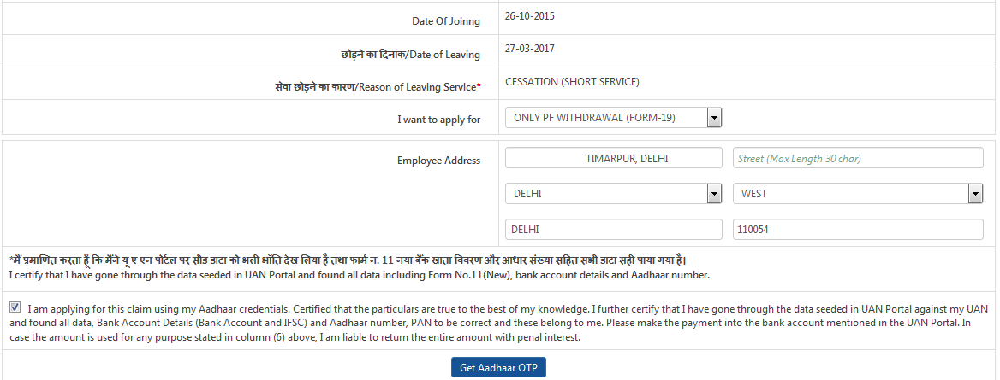 Date Of Joinng 26-10-2015
छोड़ने का दिनांक/Date of Leaving 27-03-2017
सेवा छोड़ने का कारण/Reason of Leaving Service* CESSATION (SHORT SERVICE)
I want to apply for ONLY PF WITHDRAWAL (FORM-19)
Employee Address TIMARPUR, DELHI Street (Max Length 30 char)
DELHI WEST
DELHI 110054
*मैं प्रमाणित करता हूँ कि मैंने यू ए एन पोर्टल पर सीड डाटा को भली भाँति देख लिया है तथा फार्म न. 11 नया बैंक खाता विवरण और आधार संख्या सहित सभी डाटा सही पाया गया है।
I certify that I have gone through the data seeded in UAN Portal and found all data including Form No.11(New), bank account details and Aadhaar number.
I am applying for this claim using my Aadhaar credentials. Certified that the particulars are true to the best of my knowledge. I further certify that I have gone through the data seeded in UAN Portal against my UAN
and found all data, Bank Account Details (Bank Account and IFSC) and Aadhaar number, PAN to be correct and these belong to me. Please make the payment into the bank account mentioned in the UAN Portal. In
case the amount is used for any purpose stated in column (6) above, I am liable to return the entire amount with penal interest.
Get Aadhaar OTP